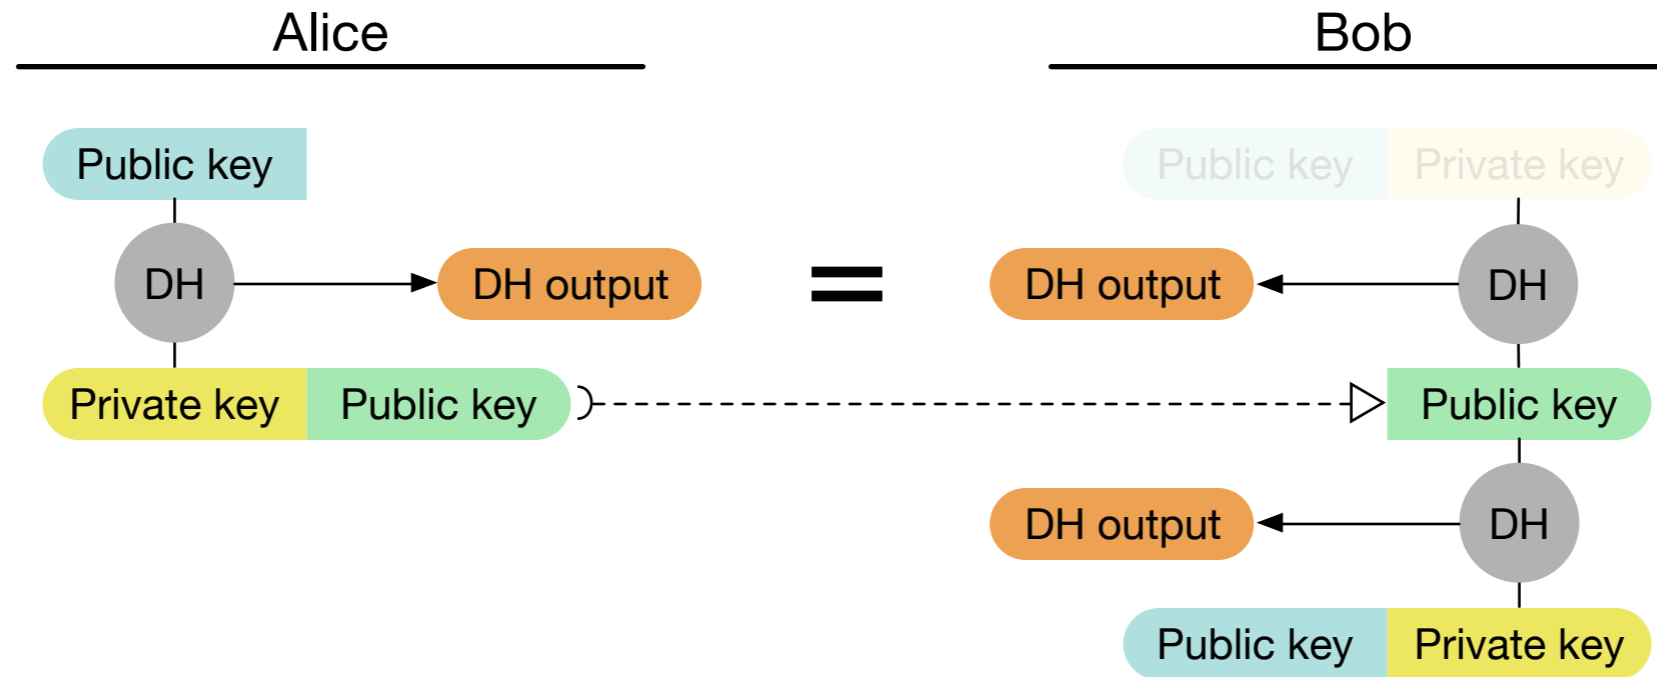 Alice
Bob
Public key
Public key Private key
DH
DH output
=
DH output
DH
Private key Public key
Public key
DH output
DH
Public key Private key